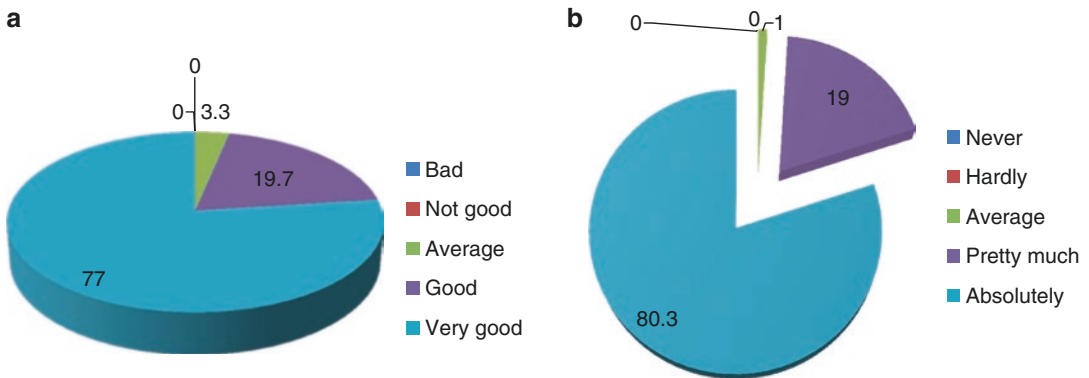 a
0
0 3.3
19.7
77
Bad
Not good
Average
Good
Very good
b
0 0 1
19
80.3
Never
Hardly
Average
Pretty much
Absolutely